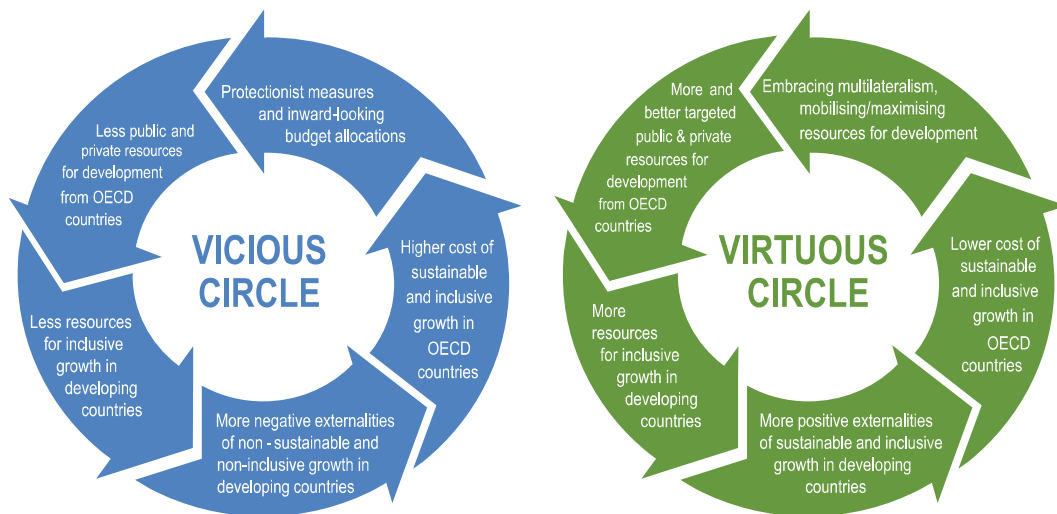 Protectionist measures
and inward-looking
budget allocations
Less public and
private resources
for development
from OECD
countries
Less resources
for inclusive
growth in
developing
countries
More negative externalities
of non - sustainable and
non-inclusive growth in
developing countries
Higher cost of
sustainable
and inclusive
growth in
OECD
countries
VICIOUS
CIRCLE
Embracing multilateralism,
mobilising/maximising
resources for development
More and
better targeted
public & private
resources for
development
from OECD
countries
More
resources
for inclusive
growth in
developing
countries
More positive externalities
of sustainable and inclusive
growth in developing
countries
Lower cost of
sustainable
and inclusive
growth in
OECD
countries
VIRTUOUS
CIRCLE